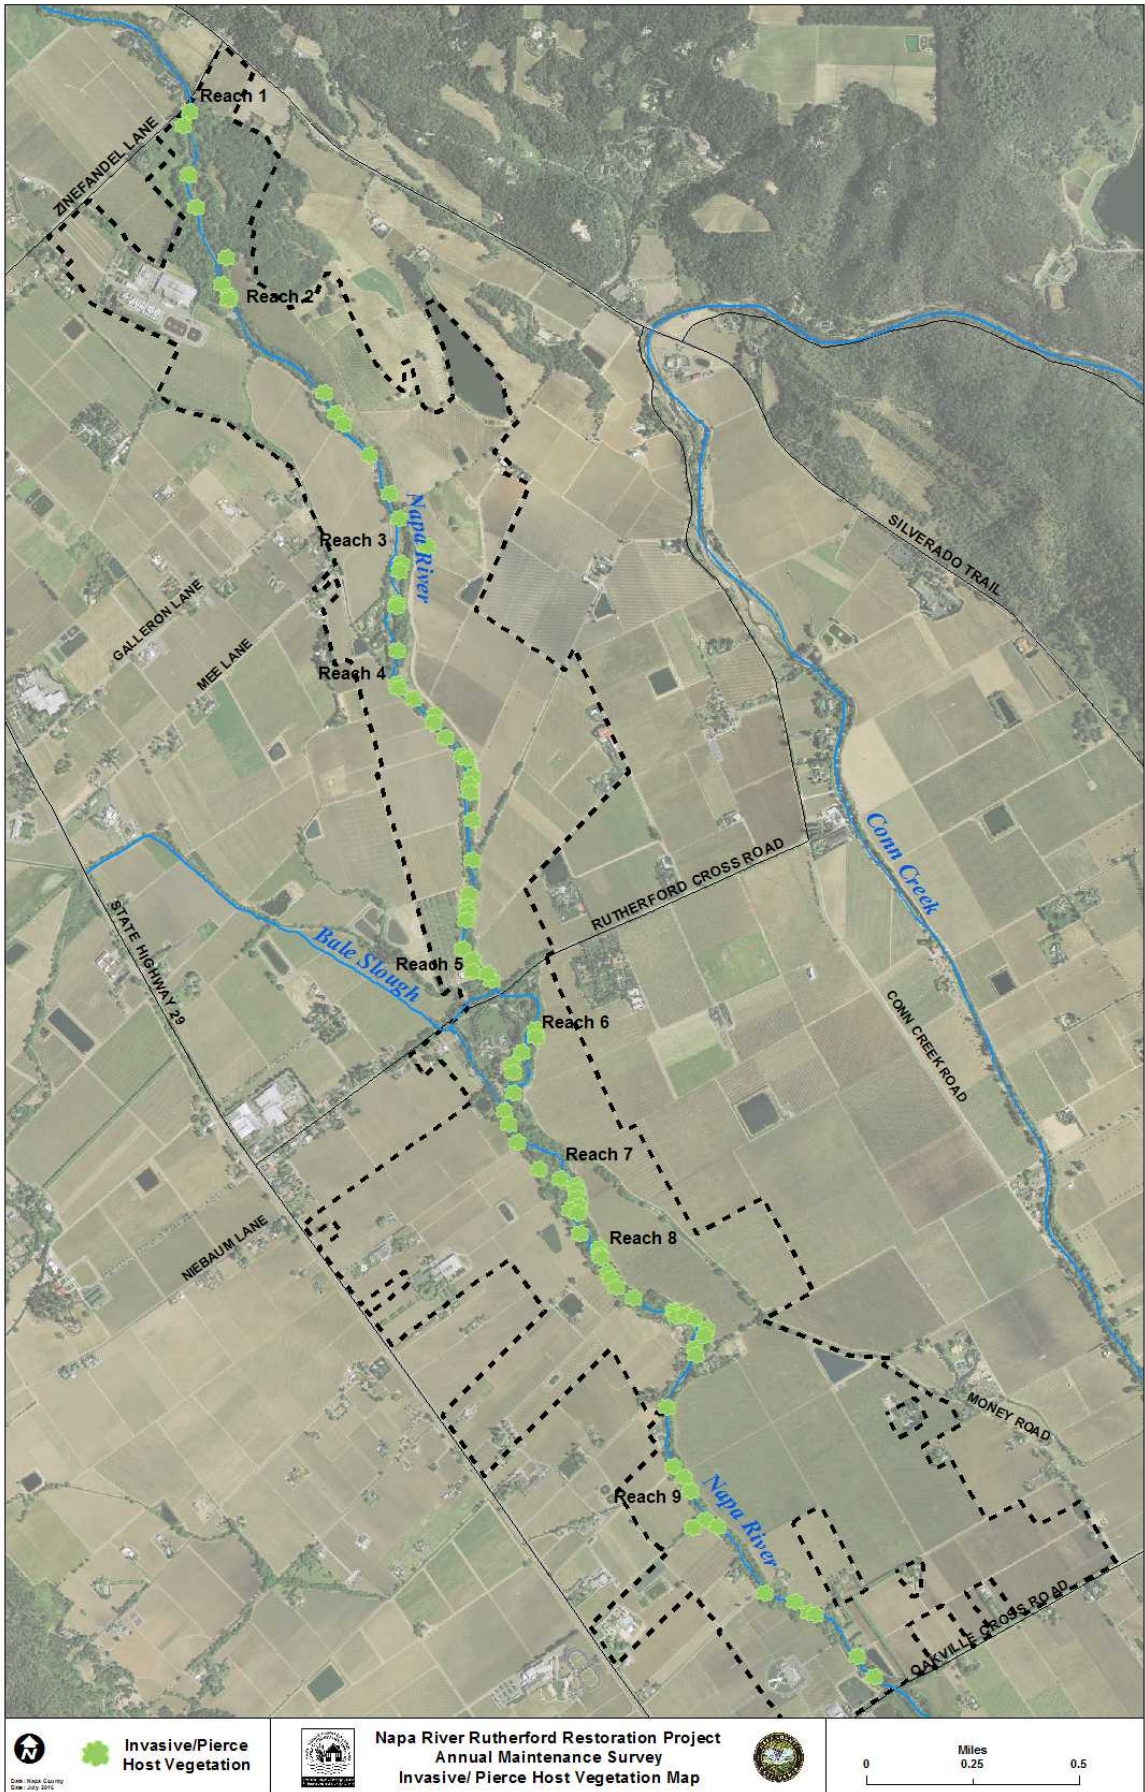 Reach 1
ZINEFANDEL LANE
Reach 2
Napa River
Reach 3
SILVERADO TRAIL
GALLERON LANE
MEE LANE
Reach 4
Conn Creek
RUTHERFORD CROSS ROAD
STATE HIGHWAY 29
Bale Slough
Reach 5
CONN CREEK ROAD
Reach 6
Reach 7
NIEBAUM LANE
Reach 8
MONEY ROAD
Reach 9
Napa River
OAKVILLE CROSS ROAD
N
Invasive/Pierce
Host Vegetation
Napa River Rutherford Restoration Project
Annual Maintenance Survey
Invasive/ Pierce Host Vegetation Map
Miles
0 0.25 0.5